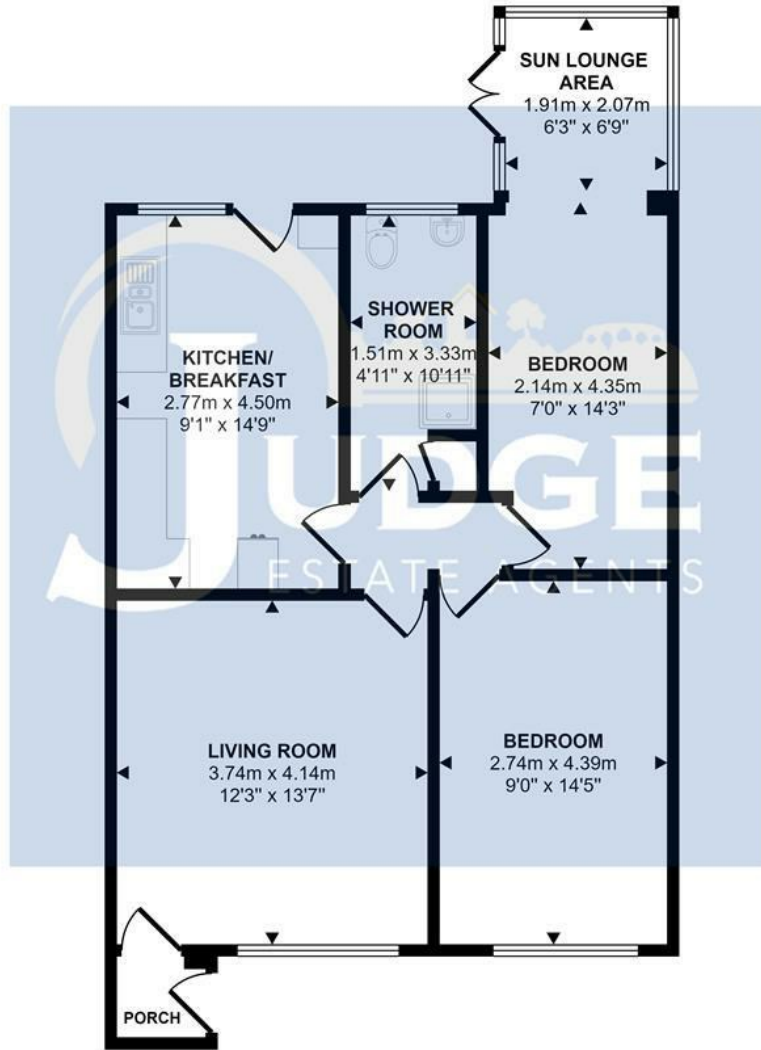 SUN LOUNGE
AREA
1.91m x 2.07m
6'3" x 6'9"
SHOWER
ROOM
1.51m x 3.33m
4'11" x 10'11"
KITCHEN/
BREAKFAST
2.77m x 4.50m
9'1" x 14'9"
BEDROOM
2.14m x 4.35m
7'0" x 14'3"
JUDGE
ESTATE AGENTS
LIVING ROOM
3.74m x 4.14m
12'3" x 13'7"
BEDROOM
2.74m x 4.39m
9'0" x 14'5"
PORCH